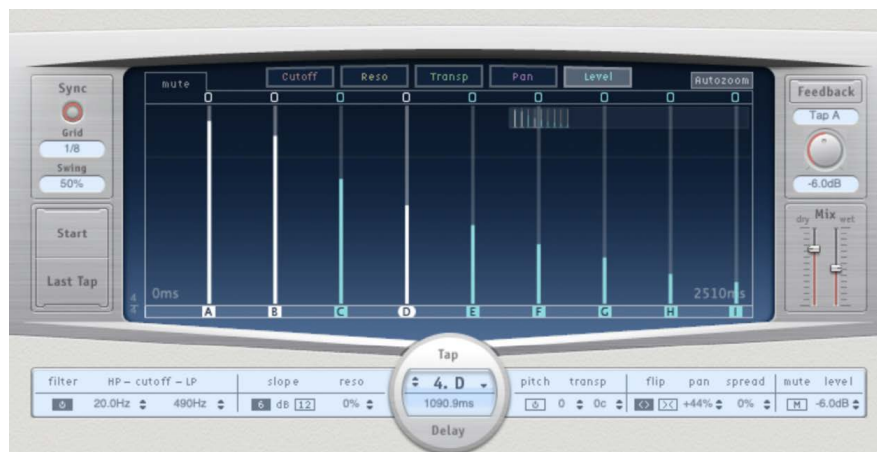 Sync
Grid
1/8
Swing
50%
Start
Last Tap
mute Cutoff Reso Transp Pan Level Autozoom
0 0 0 0 0 0 0 0 0
0ms
2510ms
A B C D E F G H I
Feedback
Tap A
-6.0dB
Mix
dry wet
Tap
4. D
1090.9ms
Delay
filter HP - cutoff - LP slope reso pitch transp flip pan spread mute level
20.0Hz 490Hz 6 dB 12 0% 0 0c +44% 0% M -6.0dB